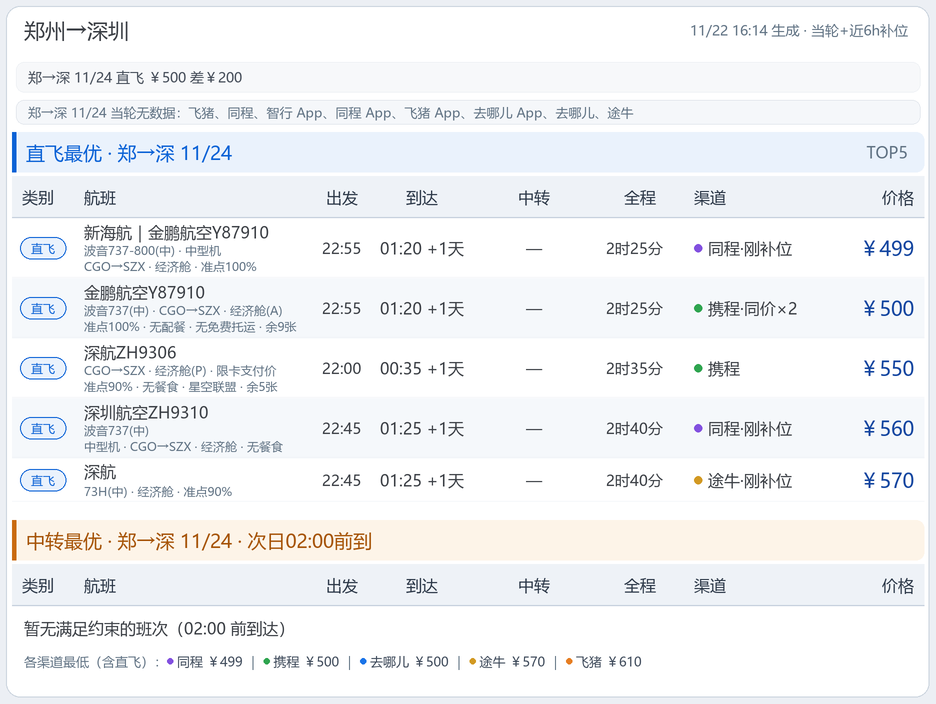 郑州→深圳
11/22 16:14 生成 · 当轮+近6h补位
郑→深 11/24 直飞 ¥500 差¥200
郑→深 11/24 当轮无数据：飞猪、同程、智行 App、同程 App、飞猪 App、去哪儿 App、去哪儿、途牛
直飞最优 · 郑→深 11/24 TOP5
类别 航班 出发 到达 中转 全程 渠道 价格
新海航｜金鹏航空Y87910
直飞 波音737-800(中) · 中型机 22:55 01:20 +1天 — 2时25分 同程·刚补位 ¥499
CGO→SZX · 经济舱 · 准点100%
金鹏航空Y87910
直飞 波音737(中) · CGO→SZX · 经济舱(A) 22:55 01:20 +1天 — 2时25分 携程·同价×2 ¥500
准点100% · 无配餐 · 无免费托运 · 余9张
深航ZH9306
直飞 CGO→SZX · 经济舱(P) · 限卡支付价 22:00 00:35 +1天 — 2时35分 携程 ¥550
准点90% · 无餐食 · 星空联盟 · 余5张
深圳航空ZH9310
直飞 波音737(中) 22:45 01:25 +1天 — 2时40分 同程·刚补位 ¥560
中型机 · CGO→SZX · 经济舱 · 无餐食
深航
直飞 73H(中) · 经济舱 · 准点90% 22:45 01:25 +1天 — 2时40分 途牛·刚补位 ¥570
中转最优 · 郑→深 11/24 · 次日02:00前到
类别 航班 出发 到达 中转 全程 渠道 价格
暂无满足约束的班次（02:00 前到达）
各渠道最低（含直飞）： 同程 ¥499 | 携程 ¥500 | 去哪儿 ¥500 | 途牛 ¥570 | 飞猪 ¥610